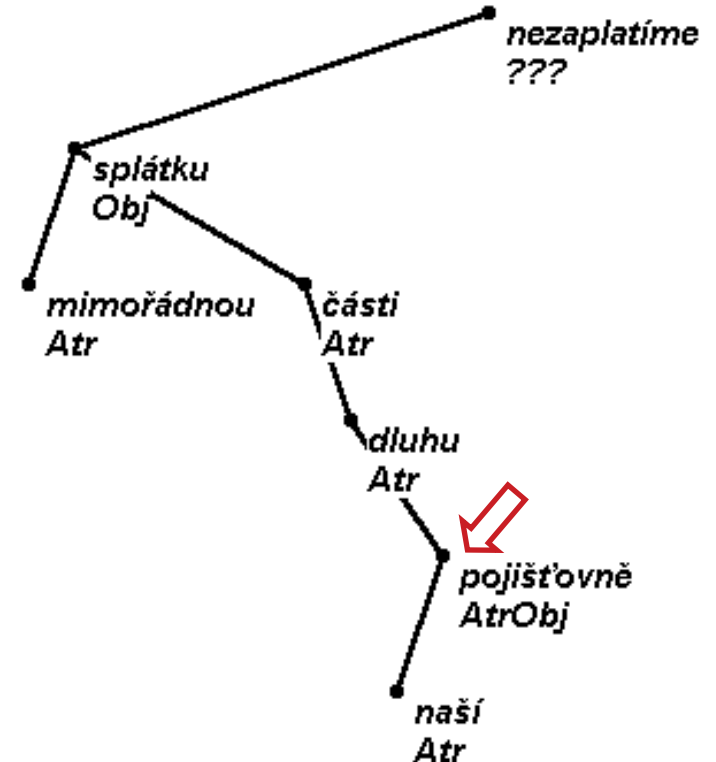 nezaplatíme
???
splátku
Obj
mimořádnou
Atr
části
Atr
dluhu
Atr
pojišťovně
AtrObj
naší
Atr